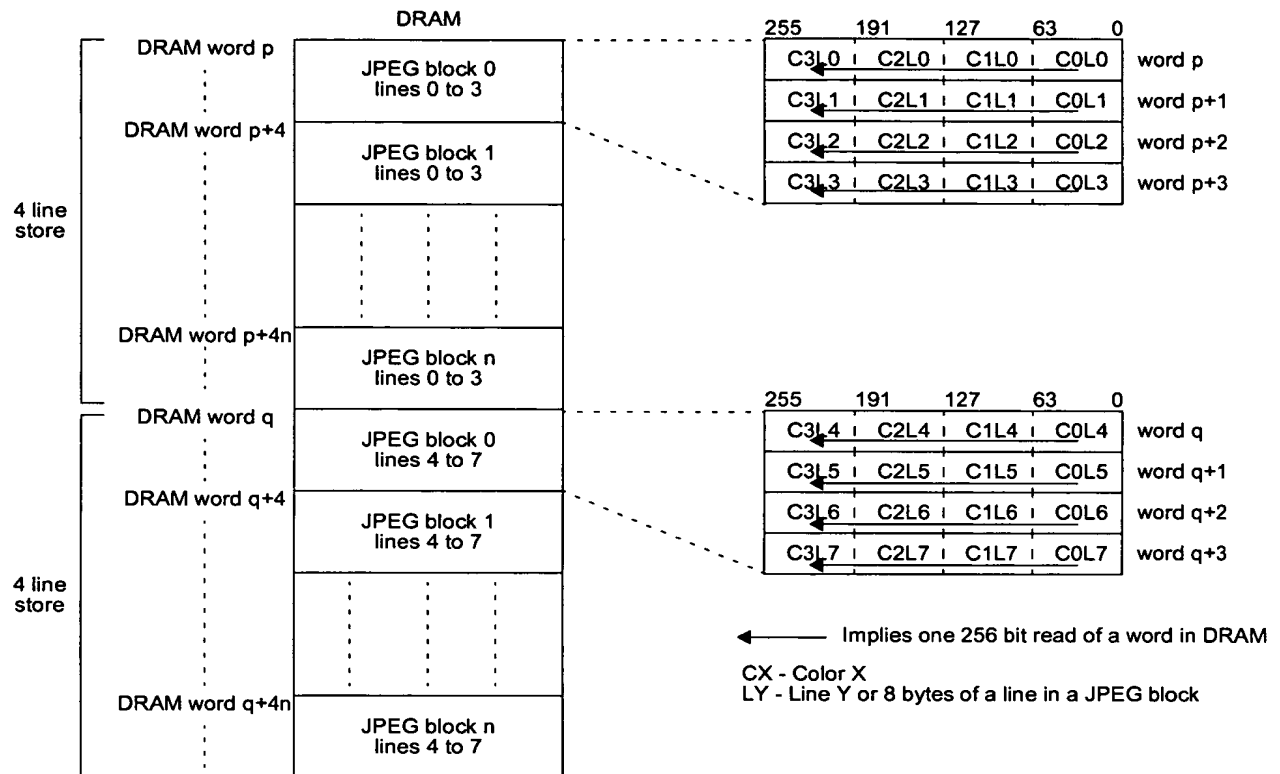 DRAM
DRAM word p
JPEG block 0
lines 0 to 3
DRAM word p+4
JPEG block 1
lines 0 to 3
4 line
store
DRAM word p+4n
JPEG block n
lines 0 to 3
DRAM word q
JPEG block 0
lines 4 to 7
DRAM word q+4
JPEG block 1
lines 4 to 7
4 line
store
DRAM word q+4n
JPEG block n
lines 4 to 7
255 191 127 63 0
C3L0 C2L0 C1L0 C0L0 word p
C3L1 C2L1 C1L1 C0L1 word p+1
C3L2 C2L2 C1L2 C0L2 word p+2
C3L3 C2L3 C1L3 C0L3 word p+3
255 191 127 63 0
C3L4 C2L4 C1L4 C0L4 word q
C3L5 C2L5 C1L5 C0L5 word q+1
C3L6 C2L6 C1L6 C0L6 word q+2
C3L7 C2L7 C1L7 C0L7 word q+3
Implies one 256 bit read of a word in DRAM
CX - Color X
LY - Line Y or 8 bytes of a line in a JPEG block